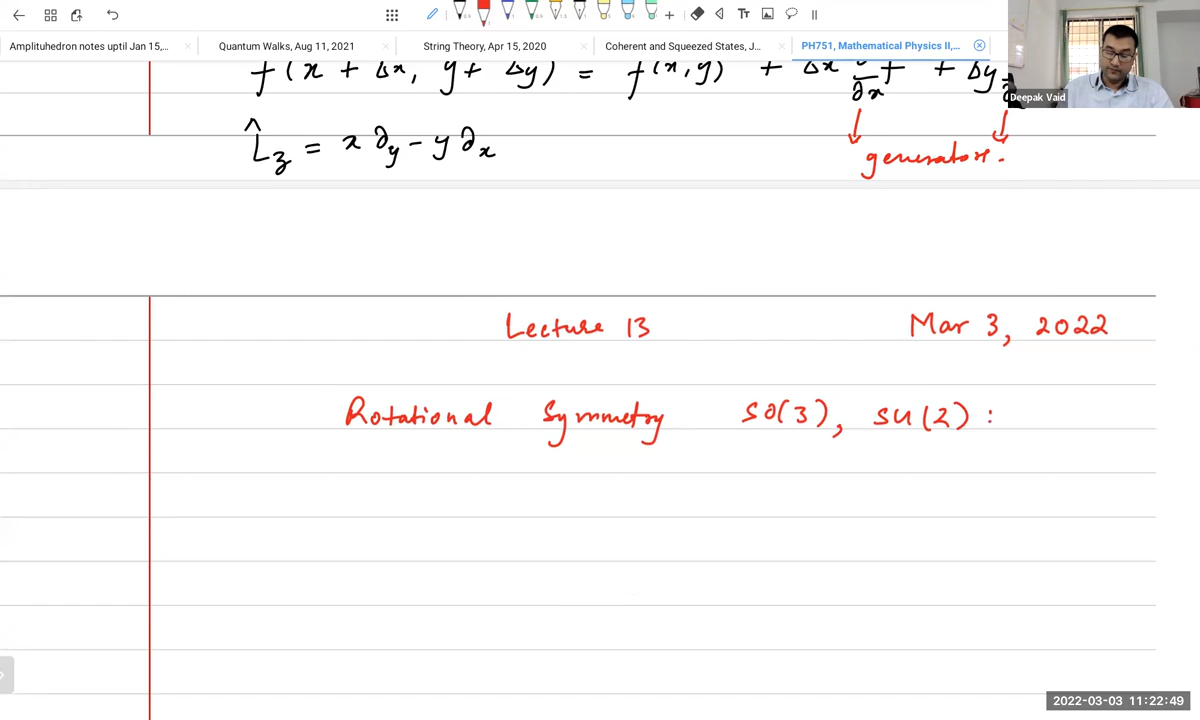 Amplituhedron notes uptil Jan 15,...
Quantum Walks, Aug 11, 2021
String Theory, Apr 15, 2020
Coherent and Squeezed States, J...
PH751, Mathematical Physics II,...
f(x + Δx, y + Δy) = f(x,y) + Δx ∂/∂x f + Δy
Deepak Vaid
L̂z = x ∂y - y ∂x
generators.
Lecture 13 Mar 3, 2022
Rotational Symmetry SO(3), SU(2) :
2022-03-03 11:22:49